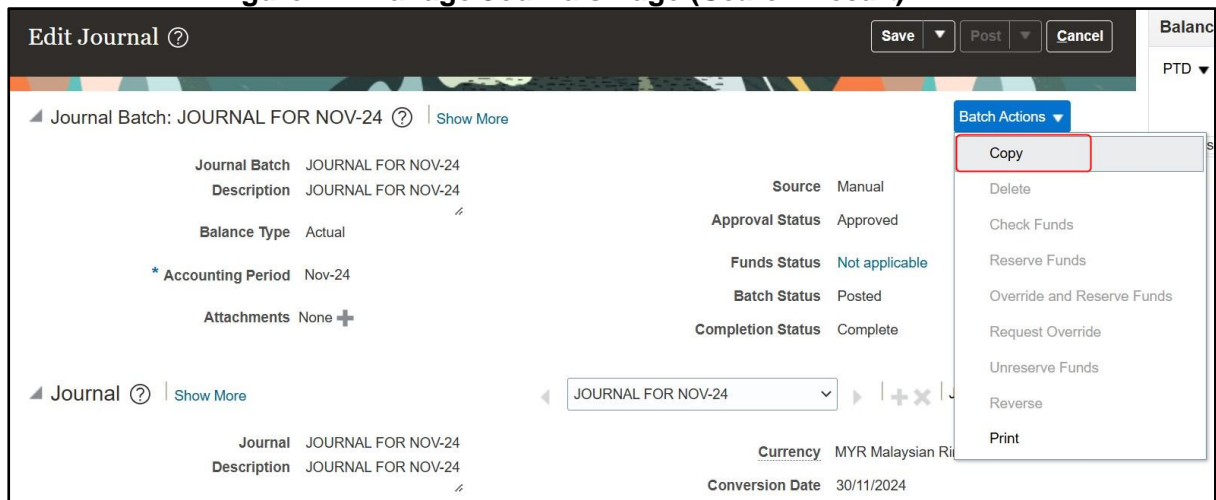 Edit Journal ?
Save
Post
Cancel
Balanc
PTD
Journal Batch: JOURNAL FOR NOV-24 ? Show More
Batch Actions
Journal Batch JOURNAL FOR NOV-24
Description JOURNAL FOR NOV-24
Balance Type Actual
* Accounting Period Nov-24
Attachments None
Source Manual
Approval Status Approved
Funds Status Not applicable
Batch Status Posted
Completion Status Complete
Copy
Delete
Check Funds
Reserve Funds
Override and Reserve Funds
Request Override
Unreserve Funds
Reverse
Print
Journal ? Show More
JOURNAL FOR NOV-24
Journal JOURNAL FOR NOV-24
Description JOURNAL FOR NOV-24
Currency MYR Malaysian Ri
Conversion Date 30/11/2024